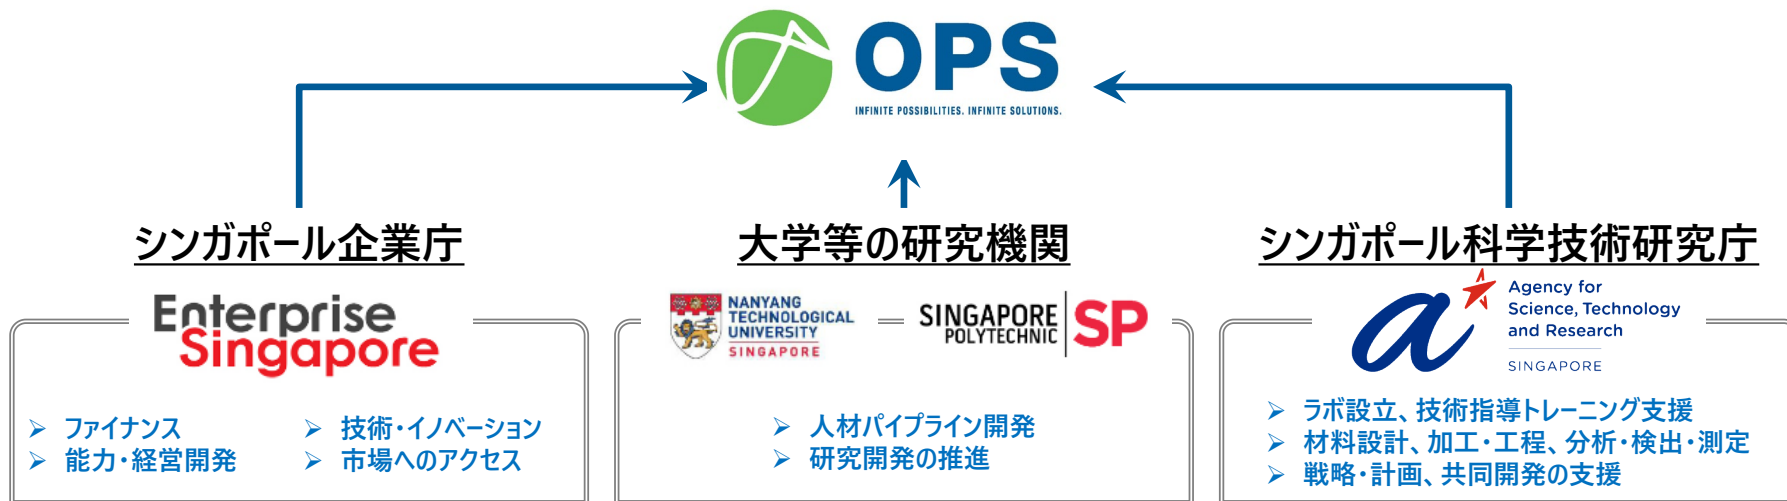 OPS
INFINITE POSSIBILITIES. INFINITE SOLUTIONS.
シンガポール企業庁
Enterprise
Singapore
➢ ファイナンス
➢ 能力・経営開発
➢ 技術・イノベーション
➢ 市場へのアクセス
大学等の研究機関
NANYANG
TECHNOLOGICAL
UNIVERSITY
SINGAPORE
SINGAPORE
POLYTECHNIC
SP
➢ 人材パイプライン開発
➢ 研究開発の推進
シンガポール科学技術研究庁
a
Agency for
Science, Technology
and Research
SINGAPORE
➢ ラボ設立、技術指導トレーニング支援
➢ 材料設計、加工・工程、分析・検出・測定
➢ 戦略・計画、共同開発の支援